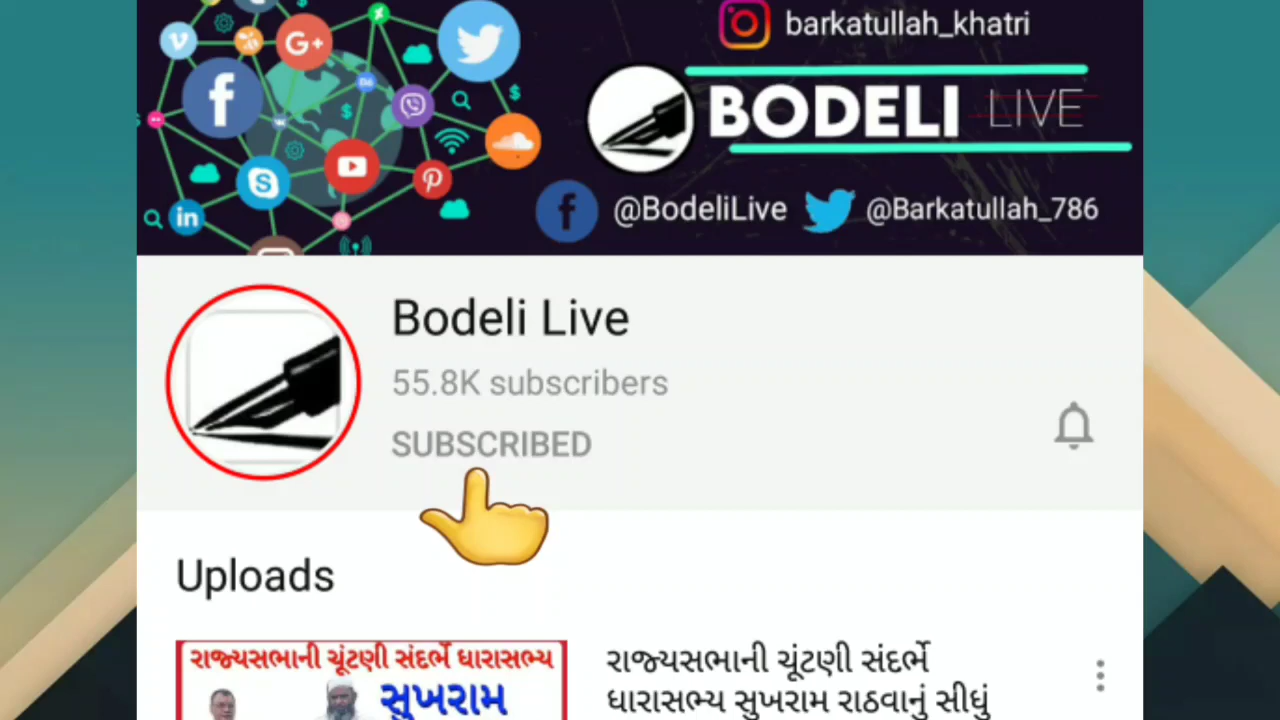 barkatullah_khatri
BODELI LIVE
@BodeliLive @Barkatullah_786
Bodeli Live
55.8K subscribers
SUBSCRIBED
Uploads
રાજ્યસભાની ચૂંટણી સંદર્ભે ધારાસભ્ય
સુખરામ
રાજ્યસભાની ચૂંટણી સંદર્ભે
ધારાસભ્ય સુખરામ રાઠવાનું સીધું